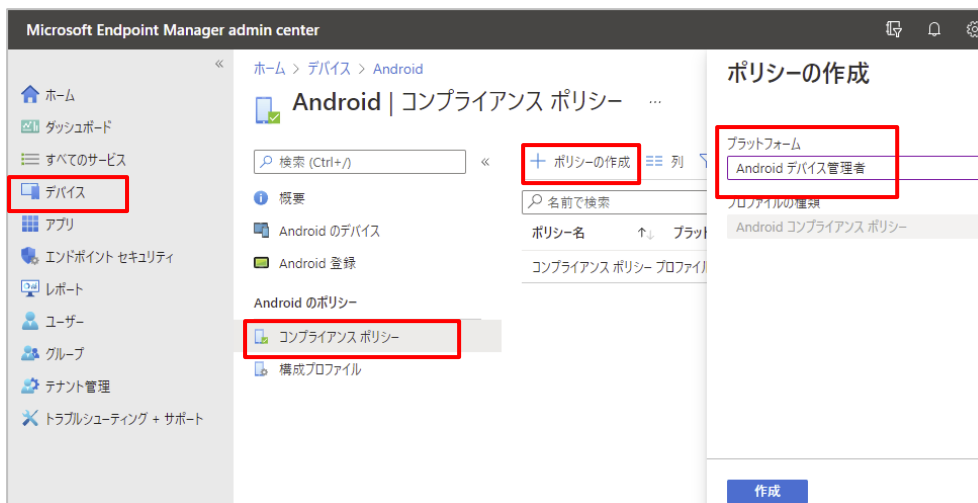 Microsoft Endpoint Manager admin center
ホーム
ダッシュボード
すべてのサービス
デバイス
アプリ
エンドポイント セキュリティ
レポート
ユーザー
グループ
テナント管理
トラブルシューティング + サポート
ホーム > デバイス > Android
Android | コンプライアンス ポリシー ...
検索 (Ctrl+/)
概要
Android のデバイス
Android 登録
Android のポリシー
コンプライアンス ポリシー
構成プロファイル
ポリシーの作成 列
名前で検索
ポリシー名 プラット
コンプライアンス ポリシー プロファイル
ポリシーの作成
プラットフォーム
Android デバイス管理者
プロファイルの種類
Android コンプライアンス ポリシー
作成